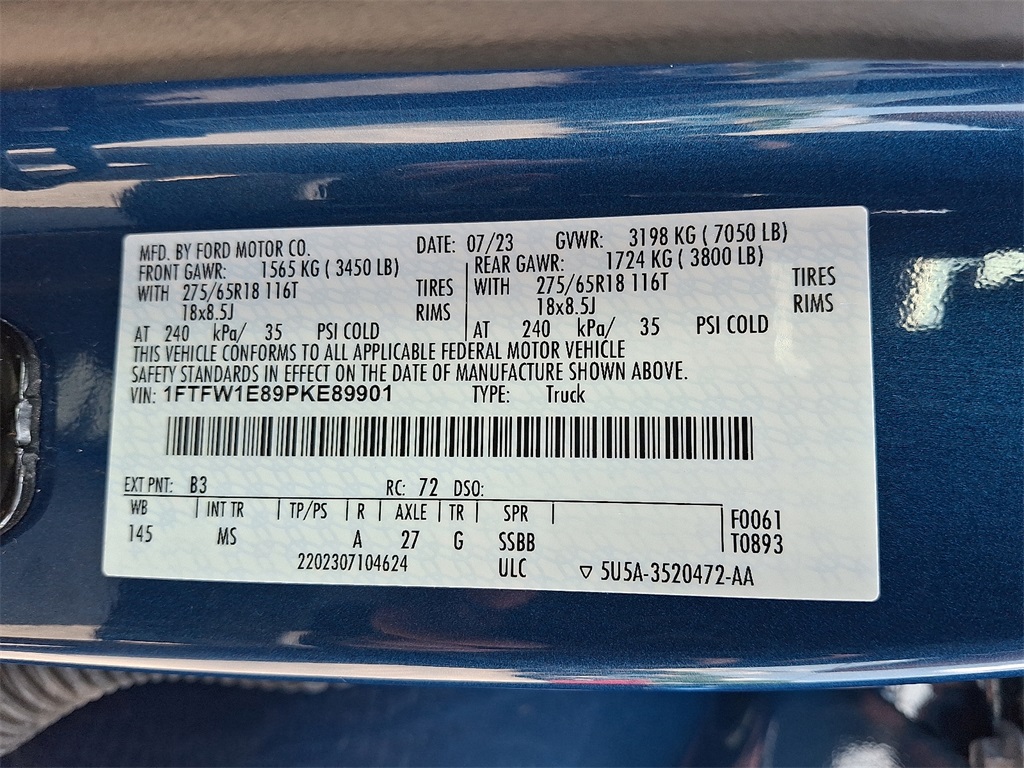 MFD. BY FORD MOTOR CO. DATE: 07/23 GVWR: 3198 KG ( 7050 LB)
FRONT GAWR: 1565 KG ( 3450 LB) REAR GAWR: 1724 KG ( 3800 LB)
WITH 275/65R18 116T TIRES WITH 275/65R18 116T TIRES
18x8.5J RIMS 18x8.5J RIMS
AT 240 kPa/ 35 PSI COLD AT 240 kPa/ 35 PSI COLD
THIS VEHICLE CONFORMS TO ALL APPLICABLE FEDERAL MOTOR VEHICLE
SAFETY STANDARDS IN EFFECT ON THE DATE OF MANUFACTURE SHOWN ABOVE.
VIN: 1FTFW1E89PKE89901 TYPE: Truck
EXT PNT: B3 RC: 72 DSO:
WB INT TR TP/PS R AXLE TR SPR F0061
145 MS A 27 G SSBB T0893
2202307104624 ULC ▽ 5U5A-3520472-AA